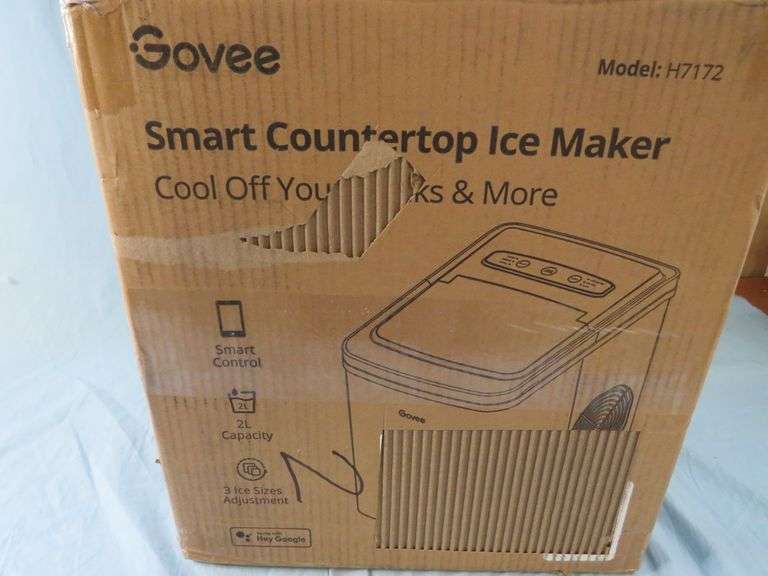 Govee
Model: H7172
Smart Countertop Ice Maker
Cool Off You ks & More
Smart
Control
2L
2L
Capacity
3 Ice Sizes
Adjustment
Govee
Hey Google